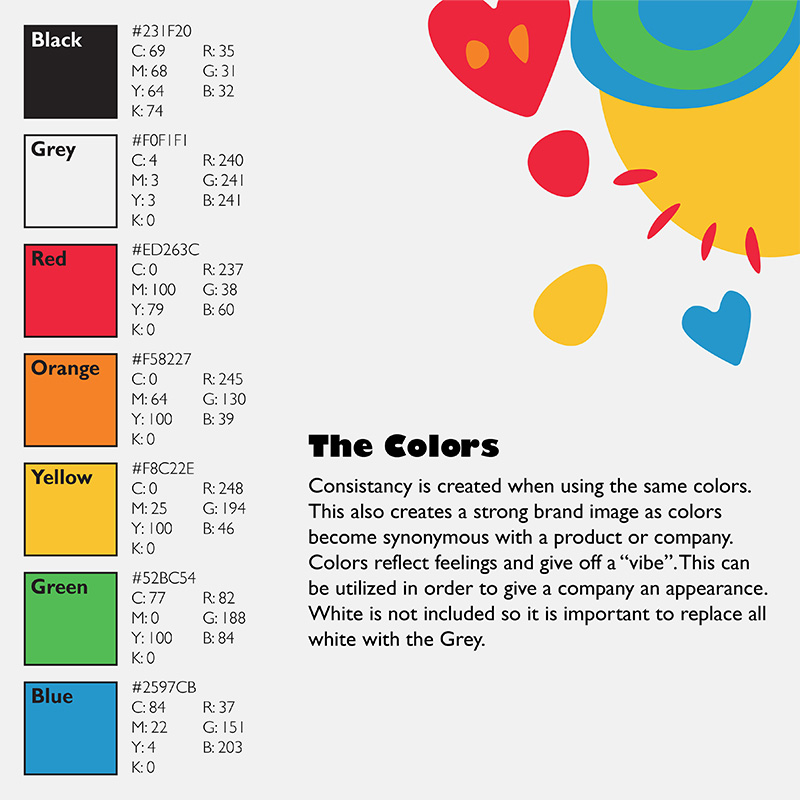 Black
#231F20
C: 69 R: 35
M: 68 G: 31
Y: 64 B: 32
K: 74
Grey
#F0F1F1
C: 4 R: 240
M: 3 G: 241
Y: 3 B: 241
K: 0
Red
#ED263C
C: 0 R: 237
M: 100 G: 38
Y: 79 B: 60
K: 0
Orange
#F58227
C: 0 R: 245
M: 64 G: 130
Y: 100 B: 39
K: 0
Yellow
#F8C22E
C: 0 R: 248
M: 25 G: 194
Y: 100 B: 46
K: 0
Green
#52BC54
C: 77 R: 82
M: 0 G: 188
Y: 100 B: 84
K: 0
Blue
#2597CB
C: 84 R: 37
M: 22 G: 151
Y: 4 B: 203
K: 0
The Colors
Consistancy is created when using the same colors.
This also creates a strong brand image as colors
become synonymous with a product or company.
Colors reflect feelings and give off a “vibe”. This can
be utilized in order to give a company an appearance.
White is not included so it is important to replace all
white with the Grey.